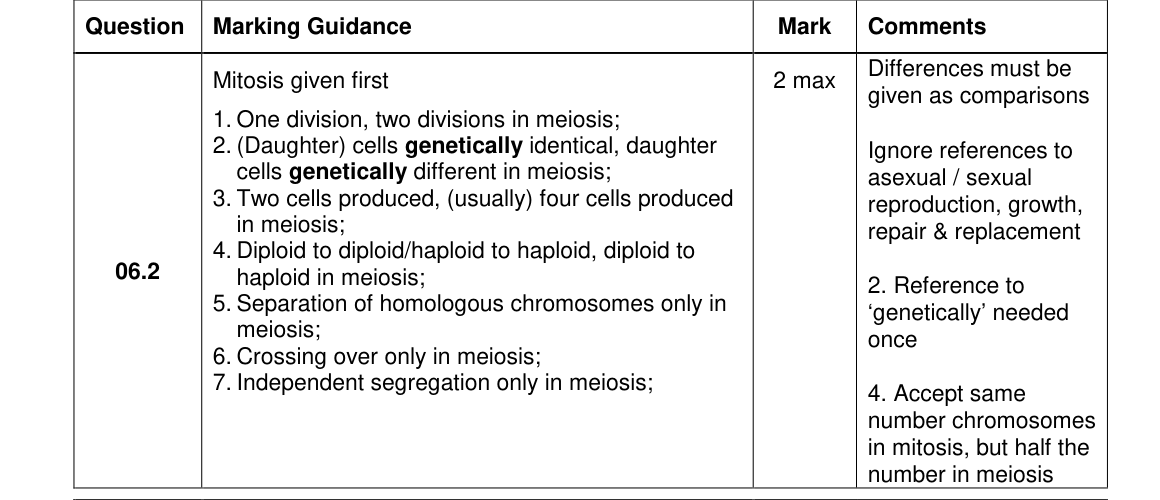 Question Marking Guidance Mark Comments
06.2
Mitosis given first
1. One division, two divisions in meiosis;
2. (Daughter) cells genetically identical, daughter
cells genetically different in meiosis;
3. Two cells produced, (usually) four cells produced
in meiosis;
4. Diploid to diploid/haploid to haploid, diploid to
haploid in meiosis;
5. Separation of homologous chromosomes only in
meiosis;
6. Crossing over only in meiosis;
7. Independent segregation only in meiosis;
2 max
Differences must be
given as comparisons
Ignore references to
asexual / sexual
reproduction, growth,
repair & replacement
2. Reference to
‘genetically’ needed
once
4. Accept same
number chromosomes
in mitosis, but half the
number in meiosis